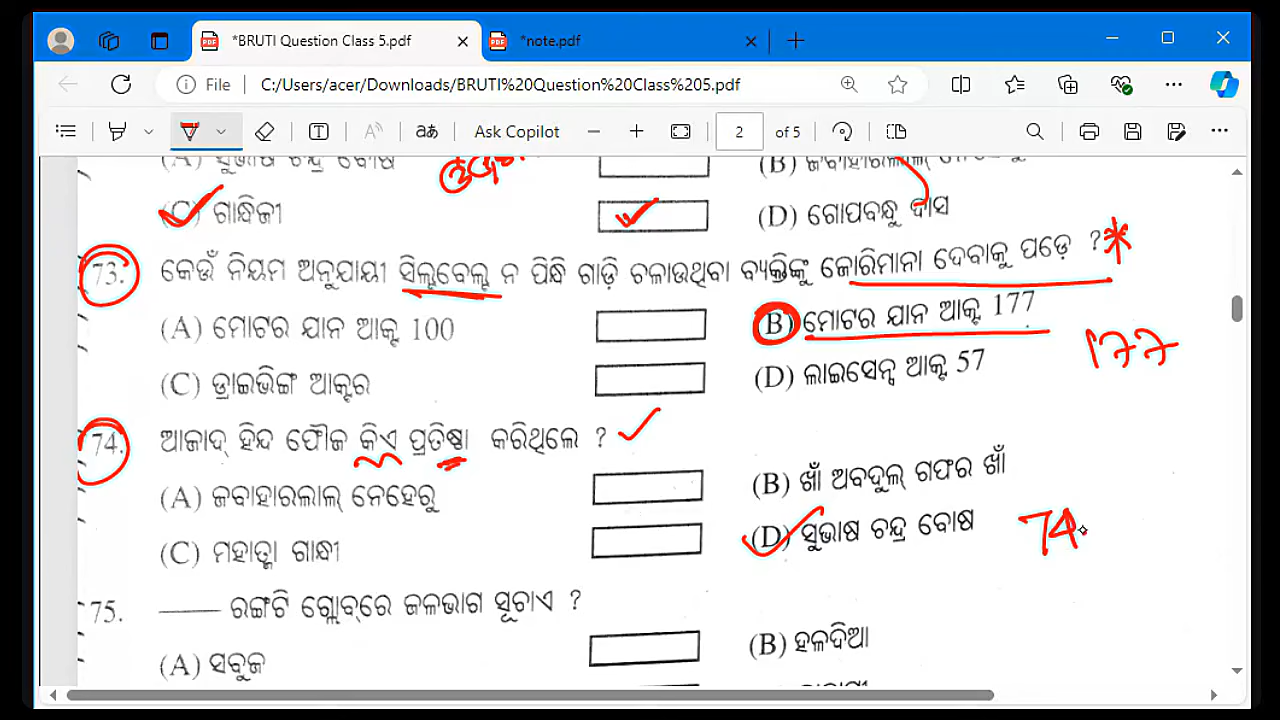 *BRUTI Question Class 5.pdf
*note.pdf
File C:/Users/acer/Downloads/BRUTI%20Question%20Class%205.pdf
Ask Copilot 2 of 5
(A) ସୁଭାଷ ଚନ୍ଦ୍ର ବୋଷ
(B) ଜବାହାରଲାଲ୍ ନେହେରୁ
(C) ଗାନ୍ଧିଜୀ
(D) ଗୋପବନ୍ଧୁ ଦାସ
73. କେଉଁ ନିୟମ ଅନୁଯାୟୀ ସିଲ୍ଟବେଲ୍ଟ ନ ପିନ୍ଧି ଗାଡ଼ି ଚଳାଉଥିବା ବ୍ୟକ୍ତିଙ୍କୁ ଜୋରିମାନା ଦେବାକୁ ପଡ଼େ ?
(A) ମୋଟର ଯାନ ଆକ୍ଟ 100
(B) ମୋଟର ଯାନ ଆକ୍ଟ 177
177
(C) ଡ୍ରାଇଭିଙ୍ଗ ଆକ୍ଟର
(D) ଲାଇସେନ୍ସ ଆକ୍ଟ 57
74. ଆଜାଦ୍ ହିନ୍ଦ ଫୌଜ କିଏ ପ୍ରତିଷ୍ଠା କରିଥିଲେ ?
(A) ଜବାହାରଲାଲ୍ ନେହେରୁ
(B) ଖାଁ ଅବଦୁଲ୍ ଗଫର ଖାଁ
(C) ମହାତ୍ମା ଗାନ୍ଧୀ
(D) ସୁଭାଷ ଚନ୍ଦ୍ର ବୋଷ
74
75. —— ରଙ୍ଗଟି ଗ୍ଲୋବ୍‌ରେ ଜଳଭାଗ ସୂଚାଏ ?
(A) ସବୁଜ
(B) ହଳଦିଆ